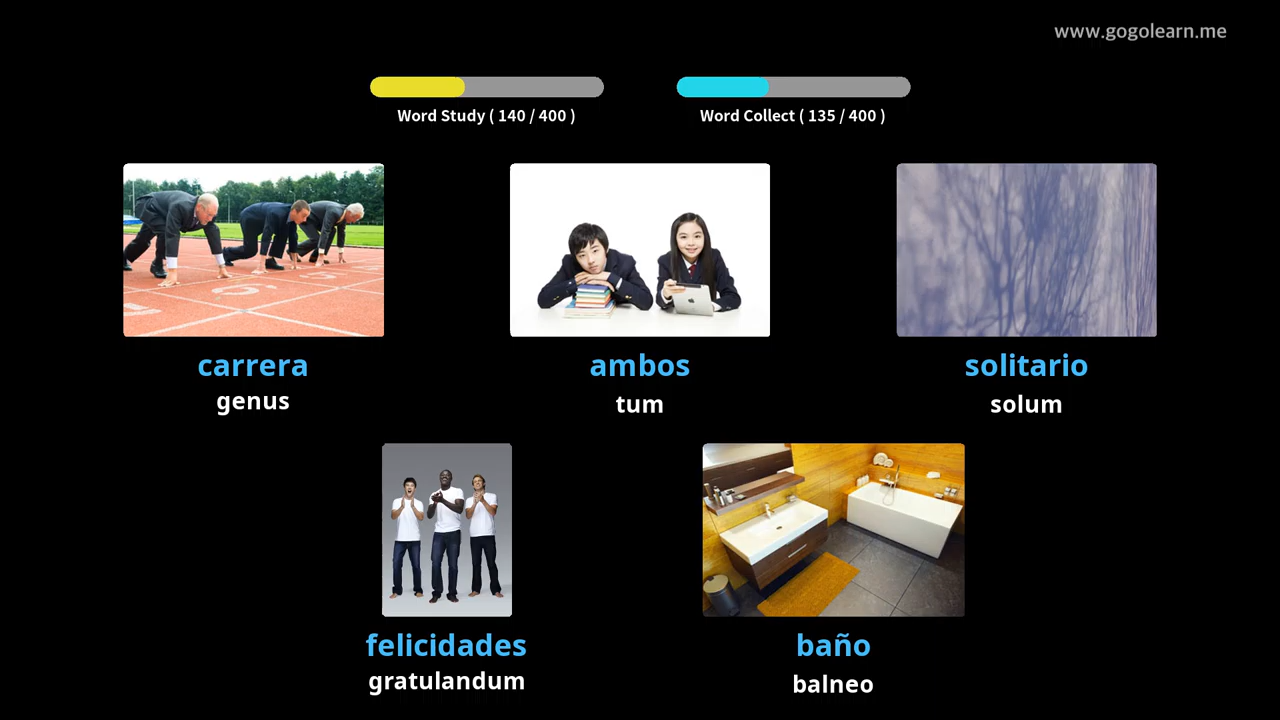 www.gogolearn.me
Word Study ( 140 / 400 )
Word Collect ( 135 / 400 )
carrera
genus
ambos
tum
solitario
solum
felicidades
gratulandum
baño
balneo